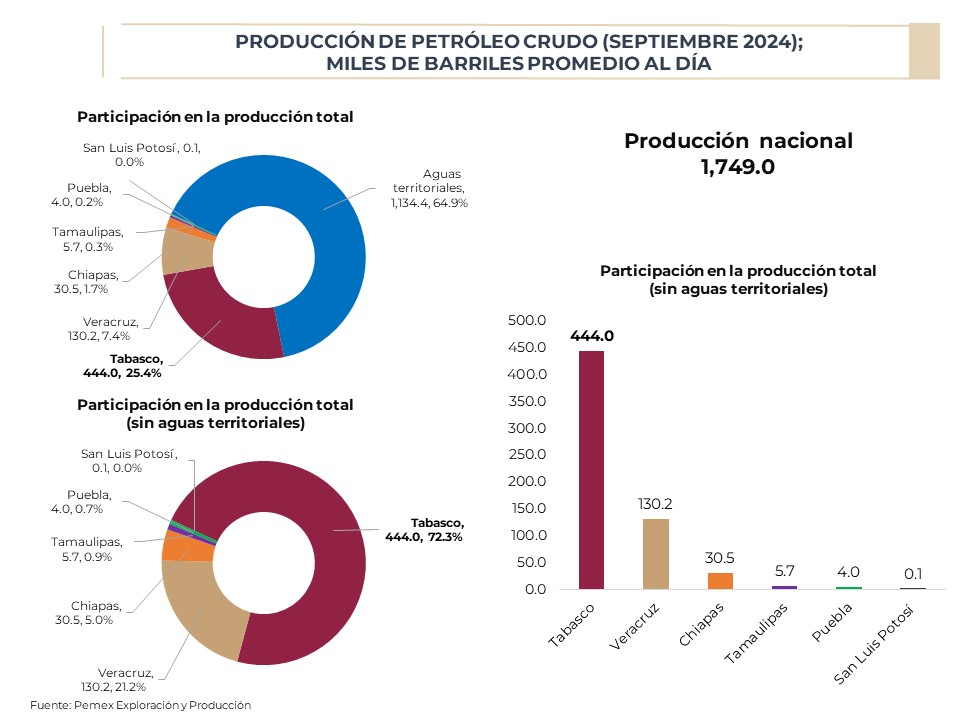 PRODUCCIÓN DE PETRÓLEO CRUDO (SEPTIEMBRE 2024);
MILES DE BARRILES PROMEDIO AL DÍA
Participación en la producción total
San Luis Potosí, 0.1,
0.0%
Puebla,
4.0, 0.2%
Tamaulipas,
5.7, 0.3%
Chiapas,
30.5, 1.7%
Veracruz,
130.2, 7.4%
Tabasco,
444.0, 25.4%
Aguas
territoriales,
1,134.4, 64.9%
Producción nacional
1,749.0
Participación en la producción total
(sin aguas territoriales)
San Luis Potosí,
0.1, 0.0%
Puebla,
4.0, 0.7%
Tamaulipas,
5.7, 0.9%
Chiapas,
30.5, 5.0%
Veracruz,
130.2, 21.2%
Tabasco,
444.0, 72.3%
Participación en la producción total
(sin aguas territoriales)
500.0
450.0
400.0
350.0
300.0
250.0
200.0
150.0
100.0
50.0
0.0
444.0
130.2
30.5
5.7
4.0
0.1
Tabasco
Veracruz
Chiapas
Tamaulipas
Puebla
San Luis Potosí
Fuente: Pemex Exploración y Producción